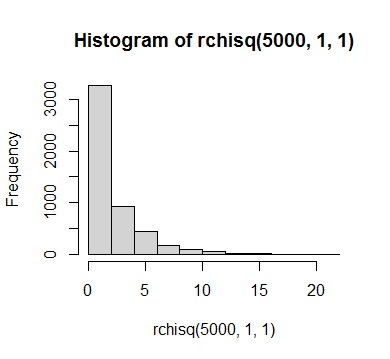 Histogram of rchisq(5000, 1, 1)
Frequency
3000
2000
1000
0
0 5 10 15 20
rchisq(5000, 1, 1)